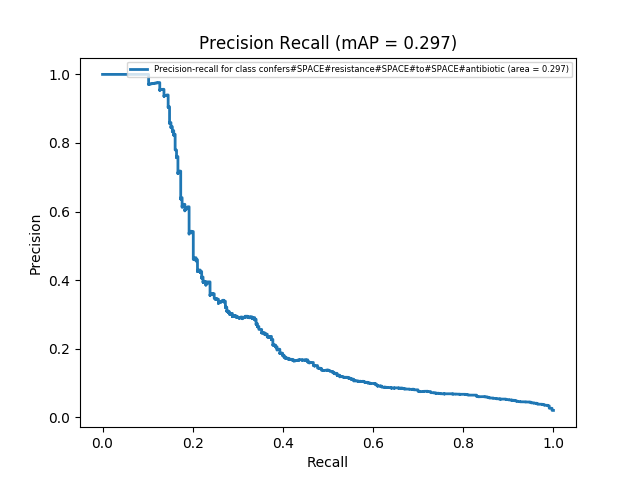 Precision Recall (mAP = 0.297)
Precision-recall for class confers#SPACE#resistance#SPACE#to#SPACE#antibiotic (area = 0.297)
1.0
0.8
0.6
0.4
0.2
0.0
Precision
0.0 0.2 0.4 0.6 0.8 1.0
Recall